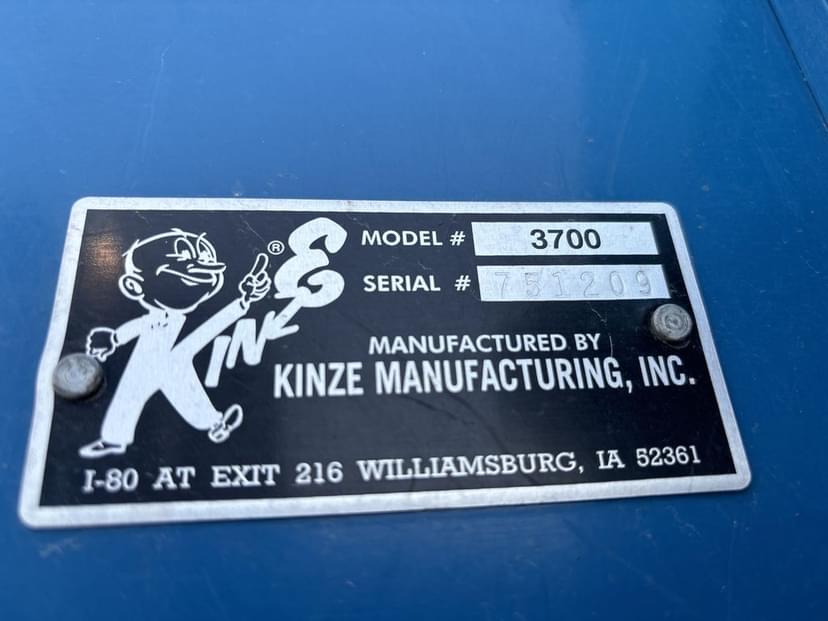 KINZE ®
MODEL # 3700
SERIAL # 751209
MANUFACTURED BY
KINZE MANUFACTURING, INC.
I-80 AT EXIT 216 WILLIAMSBURG, IA 52361